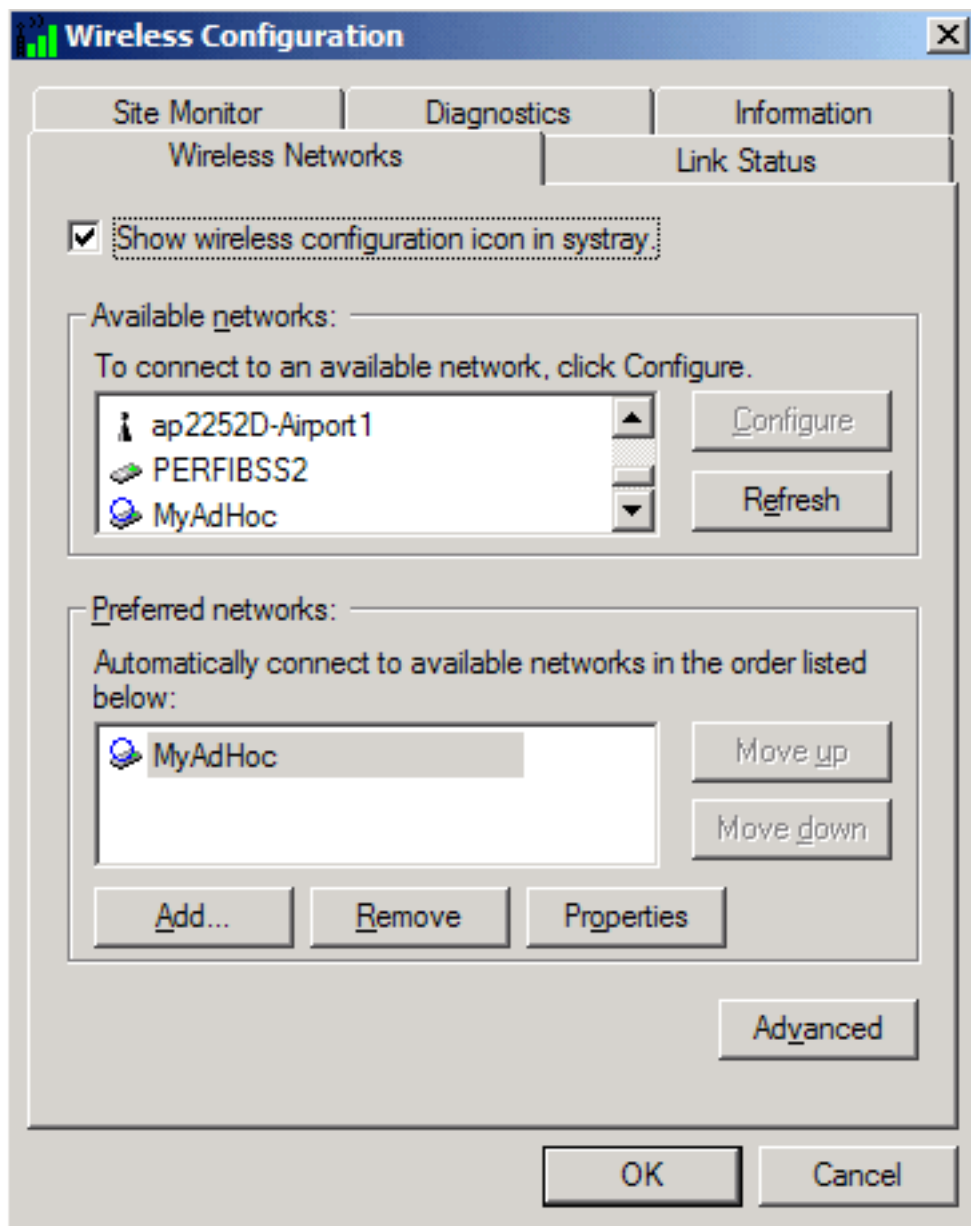 Wireless Configuration
Site Monitor
Diagnostics
Information
Wireless Networks
Link Status
Show wireless configuration icon in systray.
Available networks:
To connect to an available network, click Configure.
ap2252D-Airport1
PERFIBSS2
MyAdHoc
Configure
Refresh
Preferred networks:
Automatically connect to available networks in the order listed
below:
MyAdHoc
Move up
Move down
Add...
Remove
Properties
Advanced
OK
Cancel